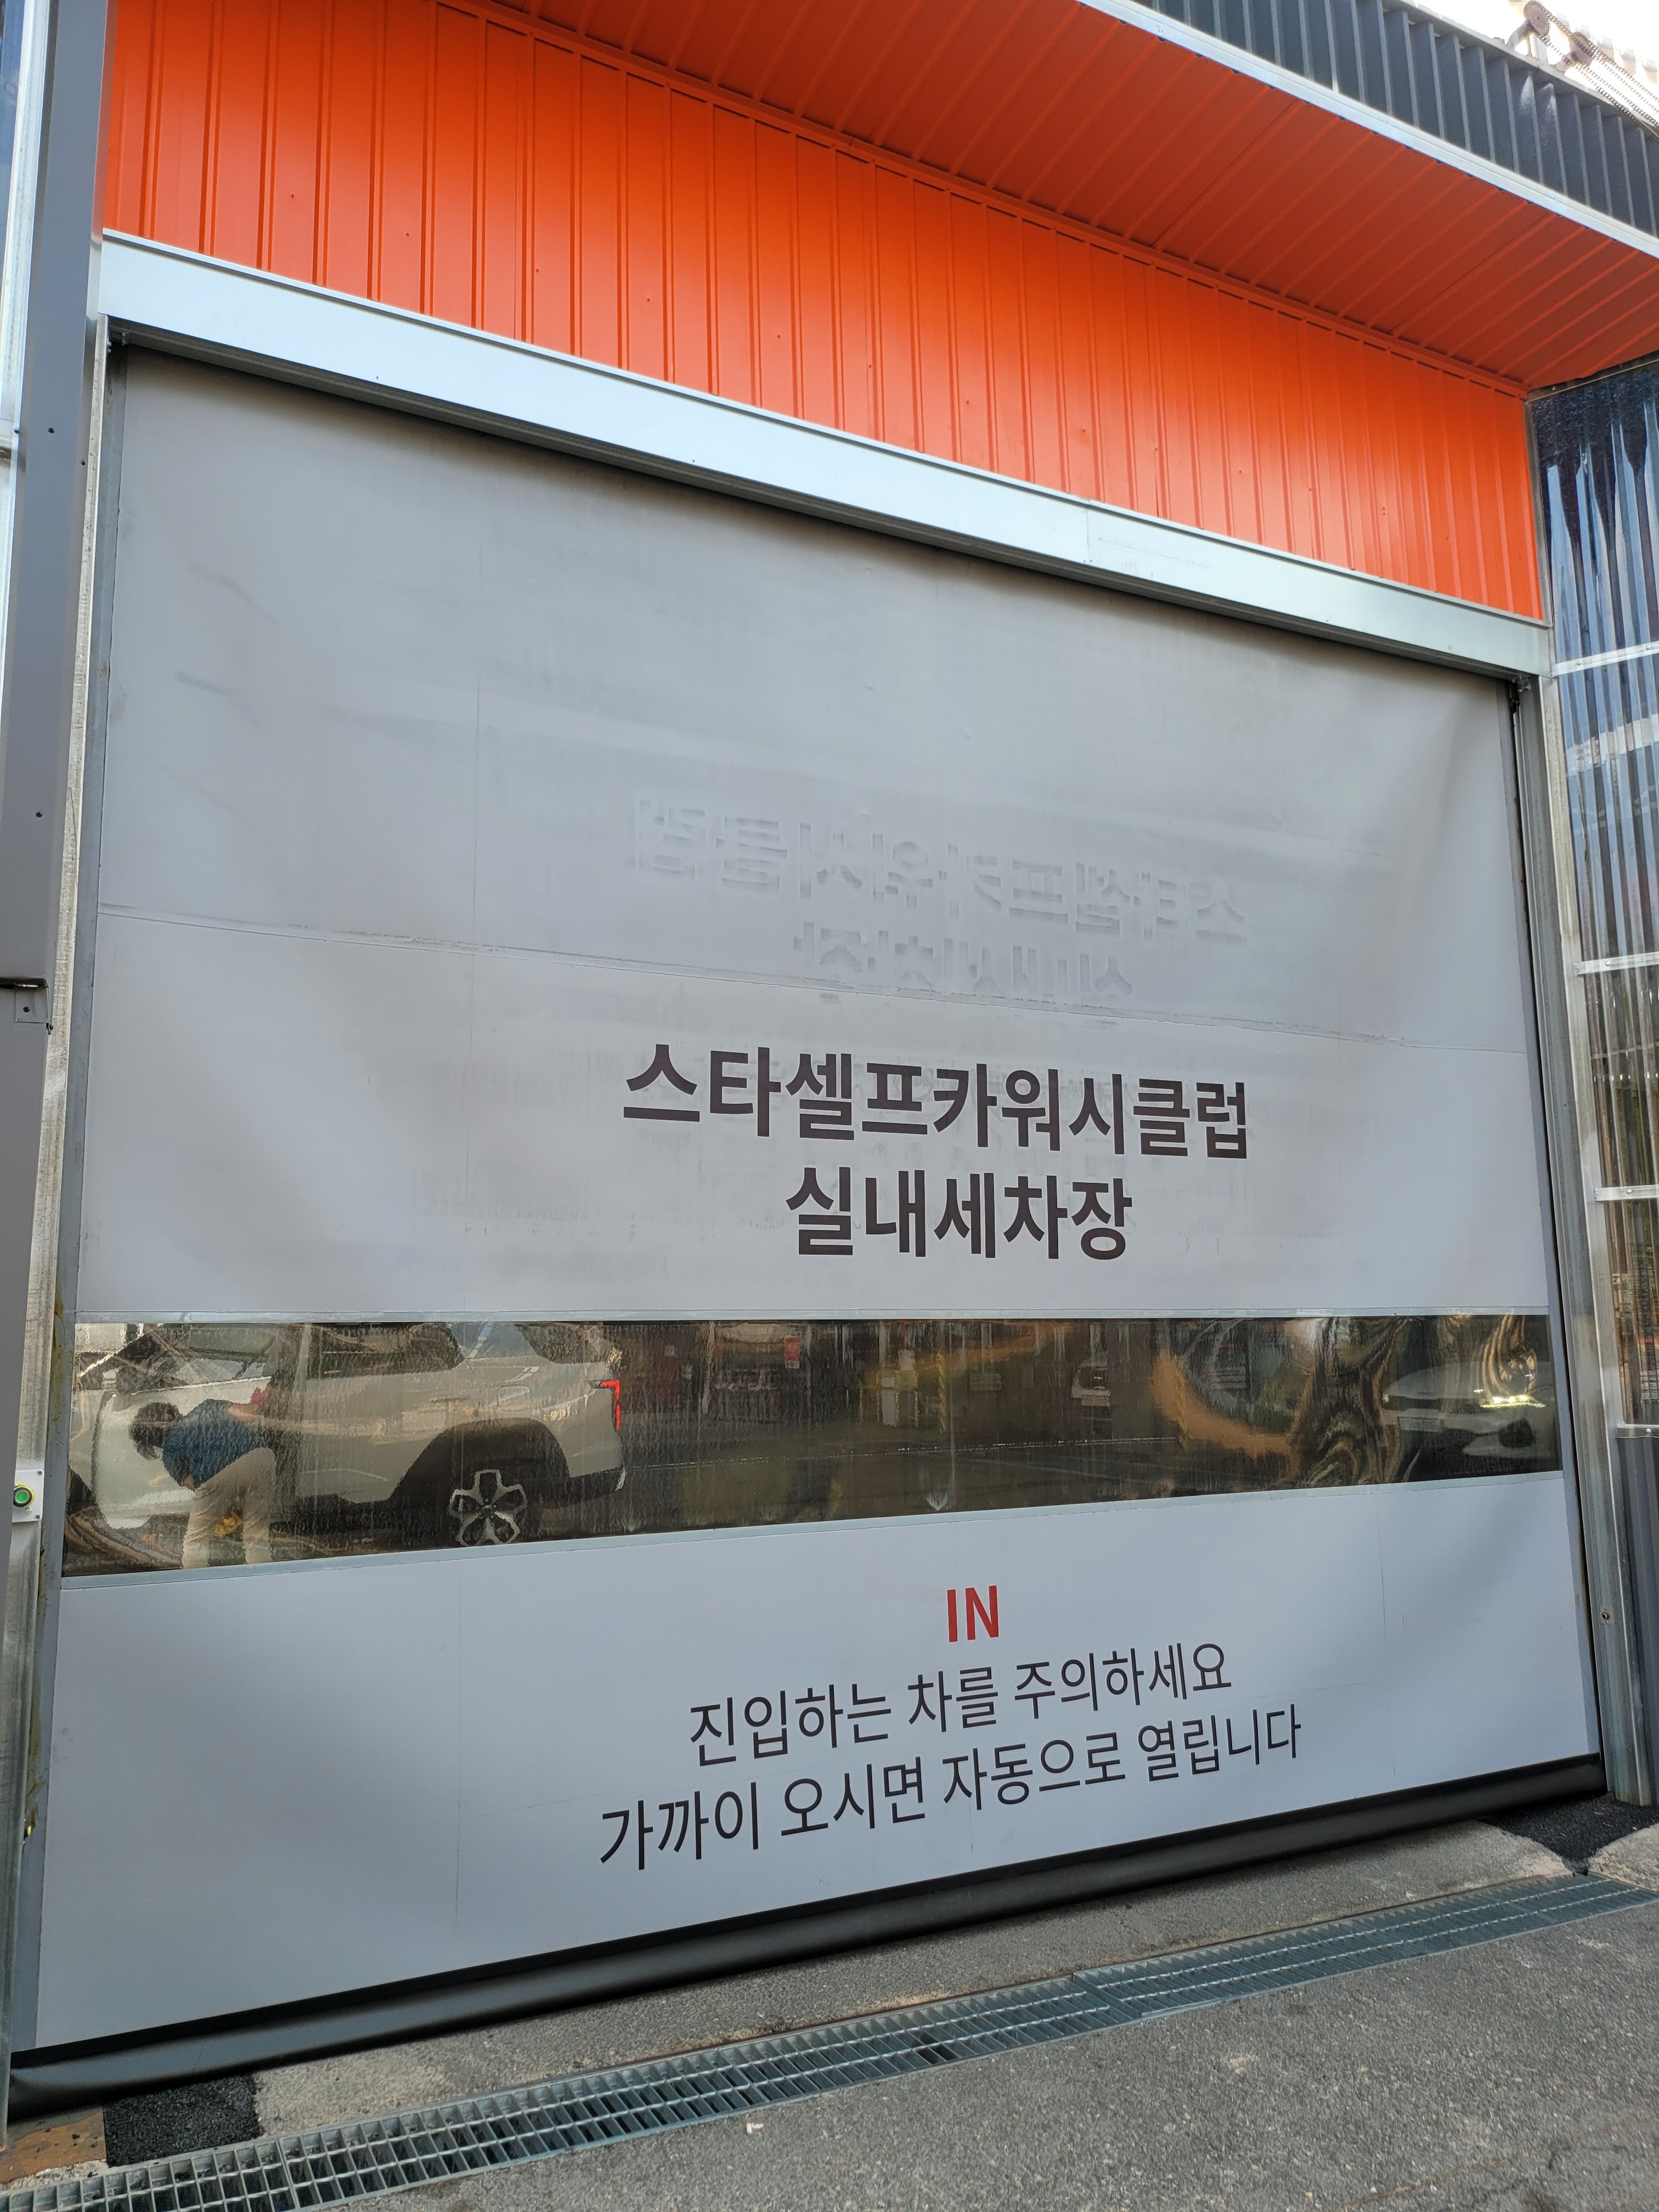 스타셀프카워시클럽
실내세차장
IN
진입하는 차를 주의하세요
가까이 오시면 자동으로 열립니다